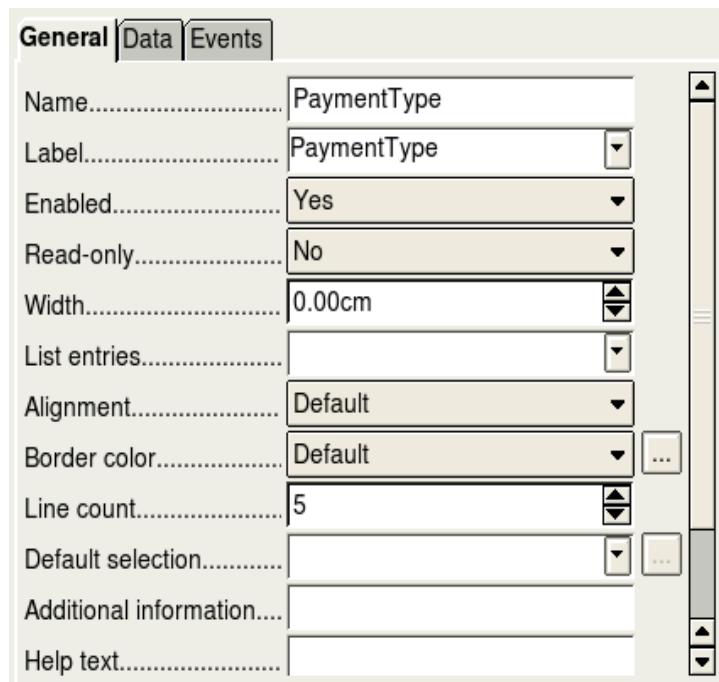 General Data Events
Name............................ PaymentType
Label............................ PaymentType
Enabled........................ Yes
Read-only..................... No
Width............................ 0.00cm
List entries....................
Alignment...................... Default
Border color.................. Default ...
Line count..................... 5
Default selection............ ...
Additional information....
Help text.......................